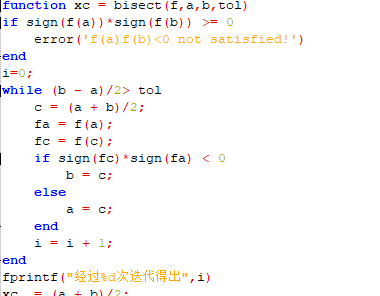 function xc = bisect(f,a,b,tol)
if sign(f(a))*sign(f(b)) >= 0
    error('f(a)f(b)<0 not satisfied!')
end
i=0;
while (b - a)/2> tol
    c = (a + b)/2;
    fa = f(a);
    fc = f(c);
    if sign(fc)*sign(fa) < 0
        b = c;
    else
        a = c;
    end
    i = i + 1;
end
fprintf("经过%d次迭代得出",i)
xc = (a + b)/2;